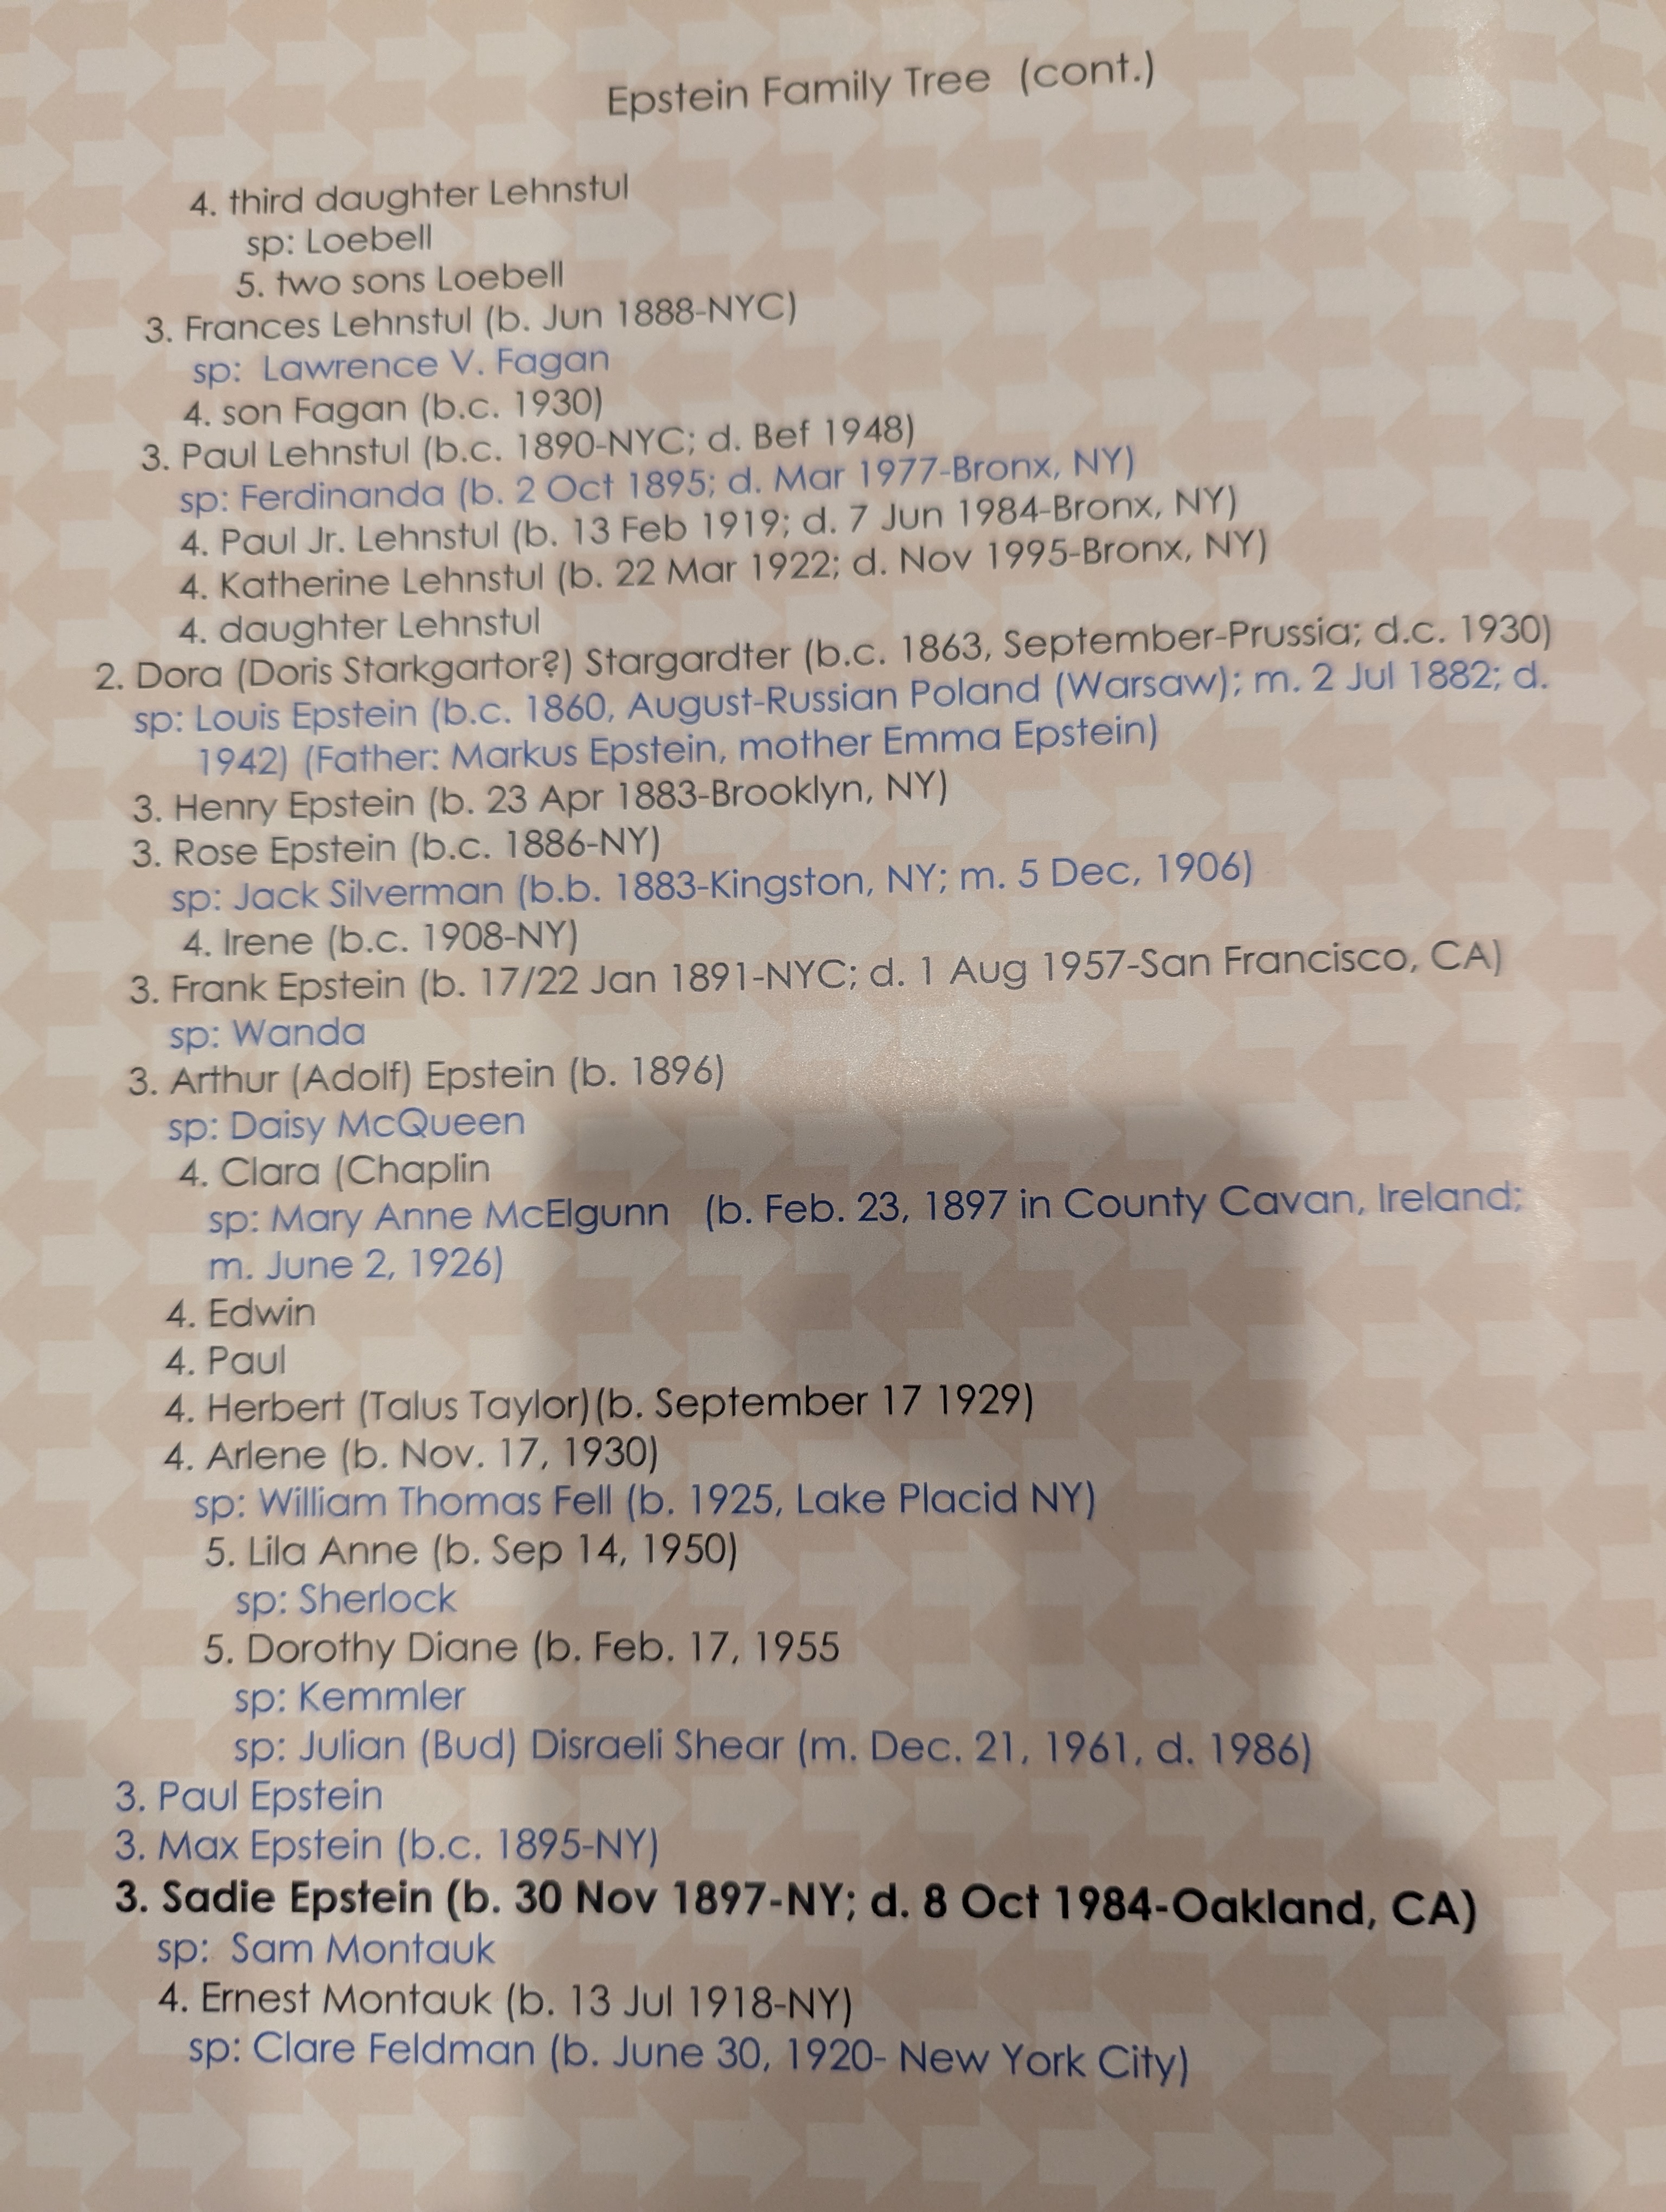 Epstein Family Tree (cont.)
4. third daughter Lehnstul
sp: Loebell
5. two sons Loebell
3. Frances Lehnstul (b. Jun 1888-NYC)
sp: Lawrence V. Fagan
4. son Fagan (b.c. 1930)
3. Paul Lehnstul (b.c. 1890-NYC; d. Bef 1948)
sp: Ferdinanda (b. 2 Oct 1895; d. Mar 1977-Bronx, NY)
4. Paul Jr. Lehnstul (b. 13 Feb 1919; d. 7 Jun 1984-Bronx, NY)
4. Katherine Lehnstul (b. 22 Mar 1922; d. Nov 1995-Bronx, NY)
4. daughter Lehnstul
2. Dora (Doris Starkgartor?) Stargardter (b.c. 1863, September-Prussia; d.c. 1930)
sp: Louis Epstein (b.c. 1860, August-Russian Poland (Warsaw); m. 2 Jul 1882; d.
1942) (Father: Markus Epstein, mother Emma Epstein)
3. Henry Epstein (b. 23 Apr 1883-Brooklyn, NY)
3. Rose Epstein (b.c. 1886-NY)
sp: Jack Silverman (b.b. 1883-Kingston, NY; m. 5 Dec, 1906)
4. Irene (b.c. 1908-NY)
3. Frank Epstein (b. 17/22 Jan 1891-NYC; d. 1 Aug 1957-San Francisco, CA)
sp: Wanda
3. Arthur (Adolf) Epstein (b. 1896)
sp: Daisy McQueen
4. Clara (Chaplin
sp: Mary Anne McElgunn (b. Feb. 23, 1897 in County Cavan, Ireland;
m. June 2, 1926)
4. Edwin
4. Paul
4. Herbert (Talus Taylor)(b. September 17 1929)
4. Arlene (b. Nov. 17, 1930)
sp: William Thomas Fell (b. 1925, Lake Placid NY)
5. Lila Anne (b. Sep 14, 1950)
sp: Sherlock
5. Dorothy Diane (b. Feb. 17, 1955
sp: Kemmler
sp: Julian (Bud) Disraeli Shear (m. Dec. 21, 1961, d. 1986)
3. Paul Epstein
3. Max Epstein (b.c. 1895-NY)
3. Sadie Epstein (b. 30 Nov 1897-NY; d. 8 Oct 1984-Oakland, CA)
sp: Sam Montauk
4. Ernest Montauk (b. 13 Jul 1918-NY)
sp: Clare Feldman (b. June 30, 1920- New York City)